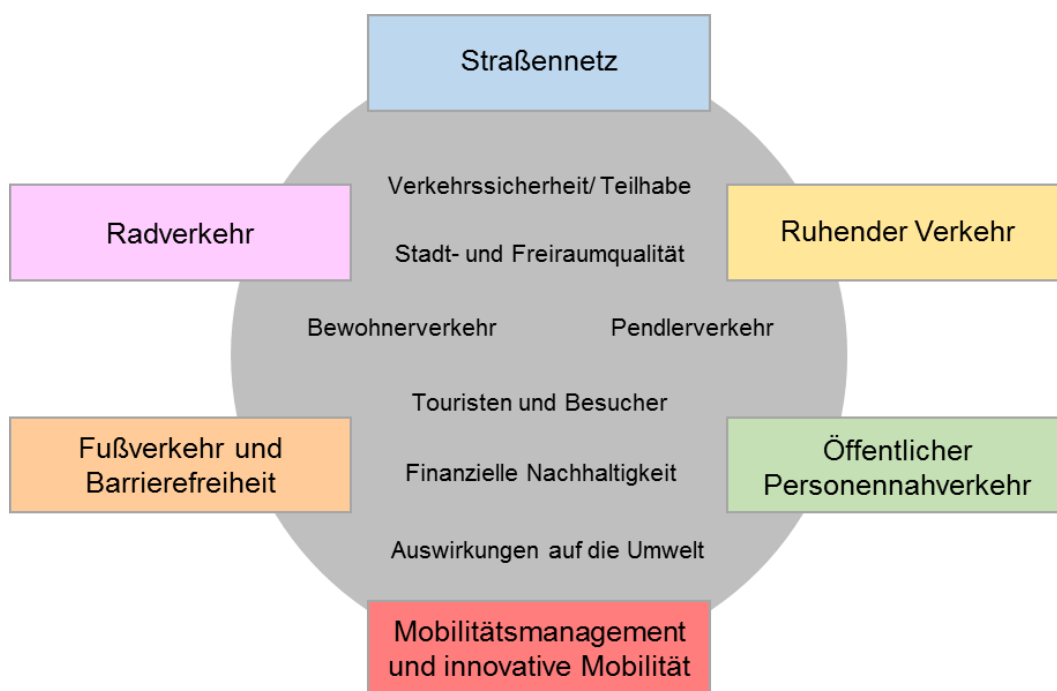 Straßennetz
Verkehrssicherheit/ Teilhabe
Radverkehr
Ruhender Verkehr
Stadt- und Freiraumqualität
Bewohnerverkehr
Pendlerverkehr
Touristen und Besucher
Fußverkehr und
Barrierefreiheit
Finanzielle Nachhaltigkeit
Öffentlicher
Personennahverkehr
Auswirkungen auf die Umwelt
Mobilitätsmanagement
und innovative Mobilität